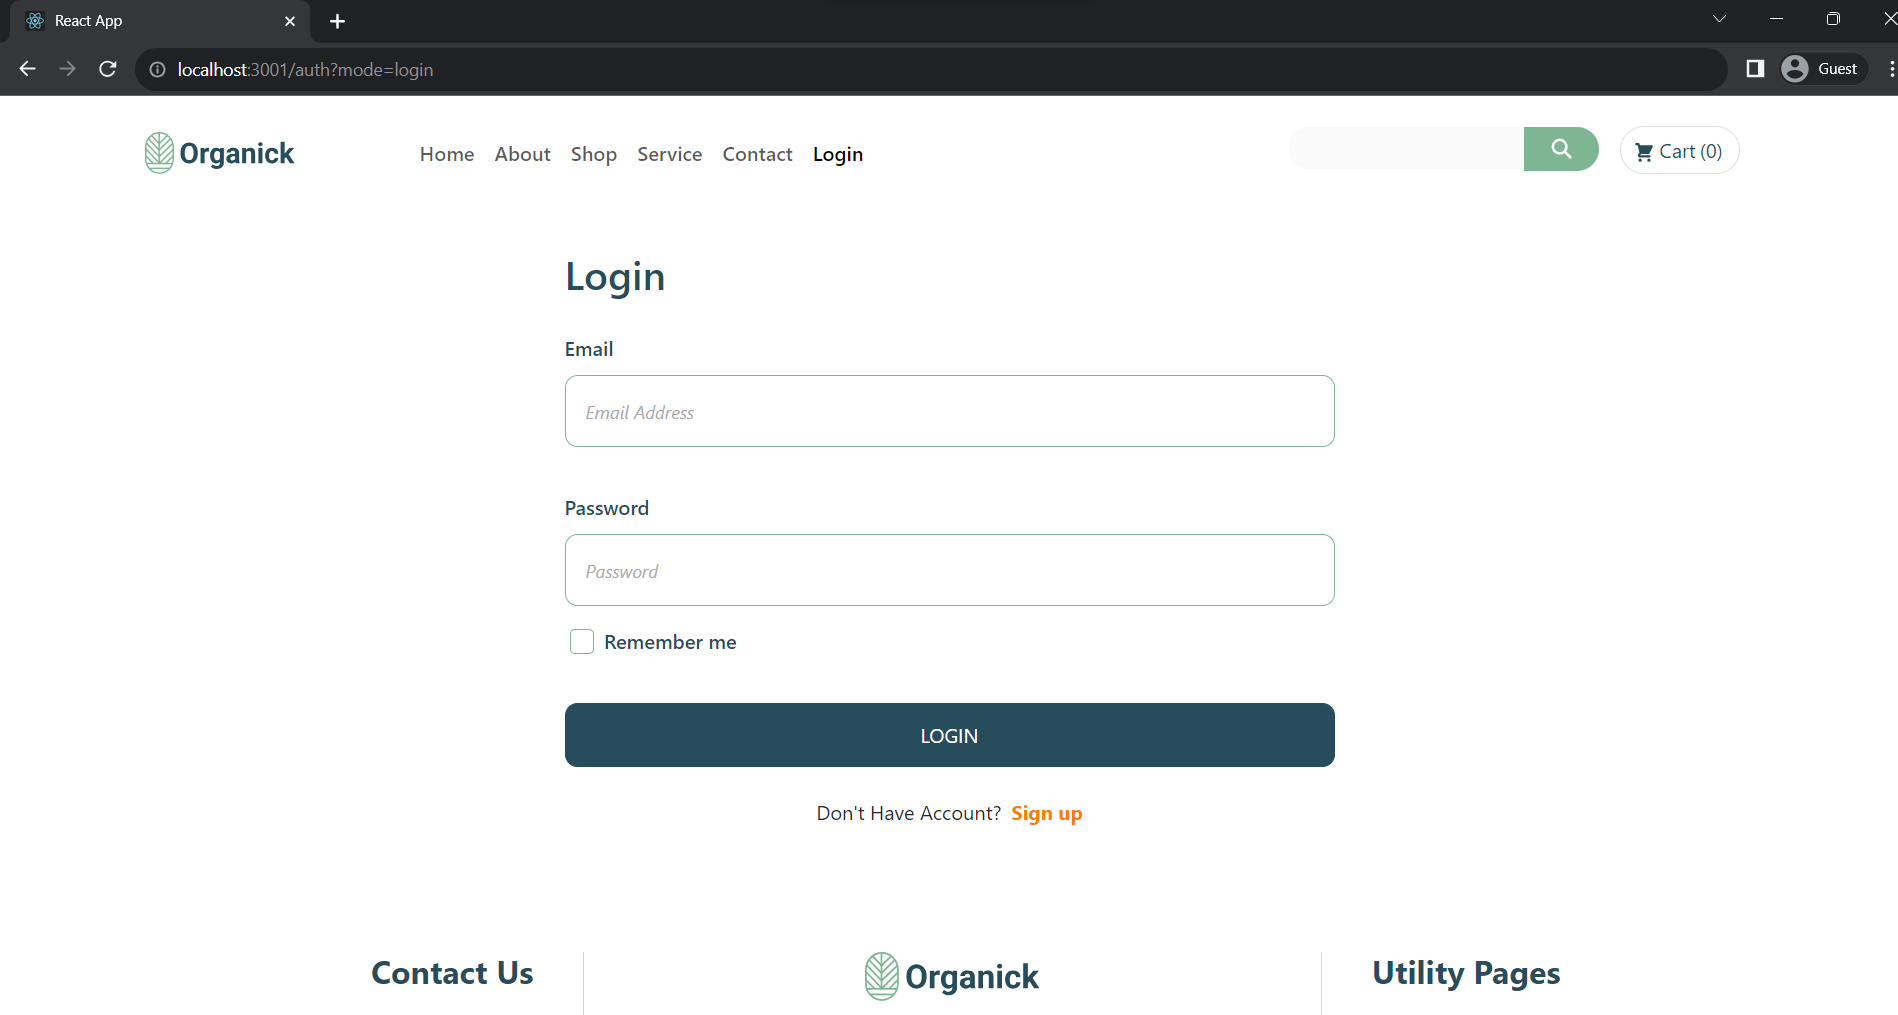 React App
localhost:3001/auth?mode=login
Guest
Organick
Home About Shop Service Contact Login
Cart (0)
Login
Email
Email Address
Password
Password
Remember me
LOGIN
Don't Have Account? Sign up
Contact Us
Organick
Utility Pages